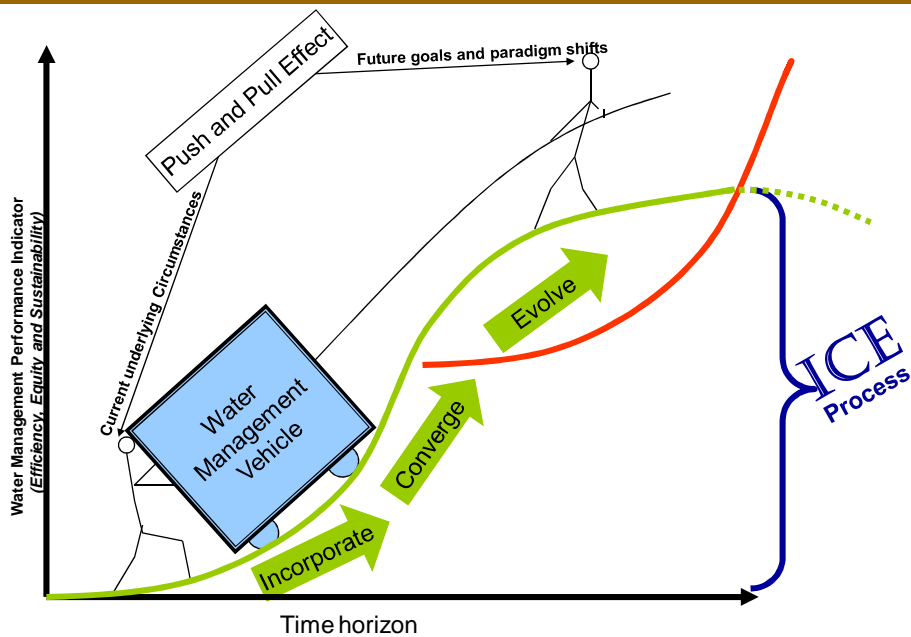 Push and Pull Effect
Future goals and paradigm shifts
Current underlying Circumstances
Water Management Performance Indicator
(Efficiency, Equity and Sustainability)
Water
Management
Vehicle
Evolve
Converge
Incorporate
ICE
Process
Time horizon